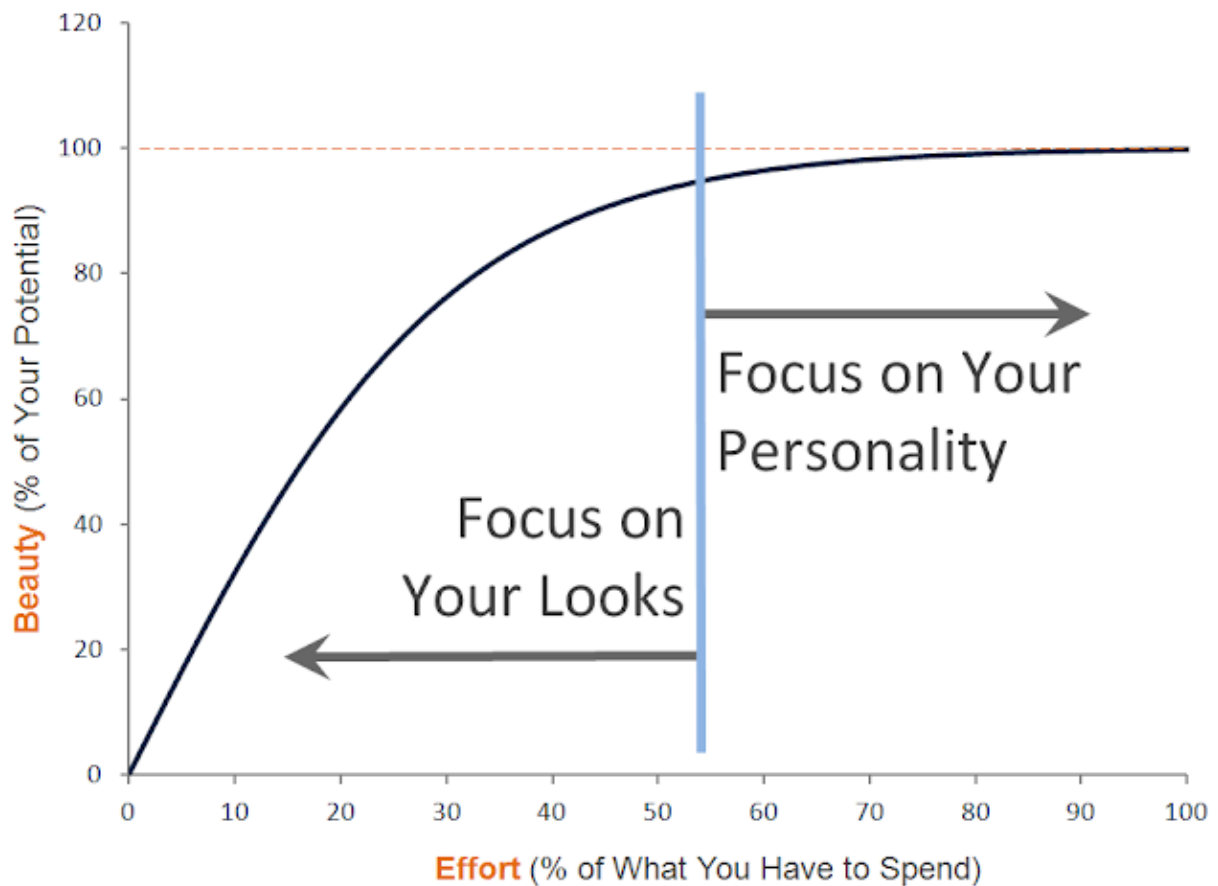 120
100
80
60
40
20
0
Beauty (% of Your Potential)
Focus on Your
Personality
Focus on
Your Looks
0 10 20 30 40 50 60 70 80 90 100
Effort (% of What You Have to Spend)